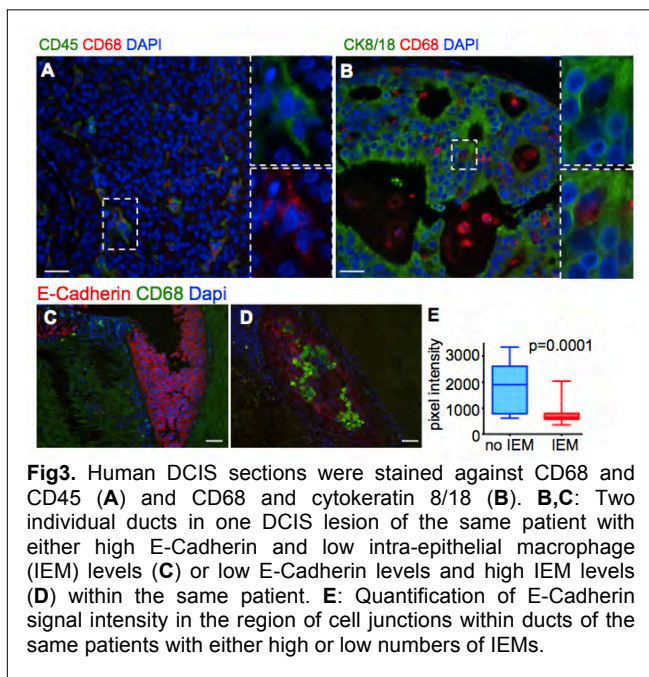 CD45 CD68 DAPI
CK8/18 CD68 DAPI
A
B
E-Cadherin CD68 Dapi
C
D
E
p=0.0001
pixel intensity
3000
2000
1000
0
no IEM
IEM
Fig3. Human DCIS sections were stained against CD68 and
CD45 (A) and CD68 and cytokeratin 8/18 (B). B,C: Two
individual ducts in one DCIS lesion of the same patient with
either high E-Cadherin and low intra-epithelial macrophage
(IEM) levels (C) or low E-Cadherin levels and high IEM levels
(D) within the same patient. E: Quantification of E-Cadherin
signal intensity in the region of cell junctions within ducts of the
same patients with either high or low numbers of IEMs.